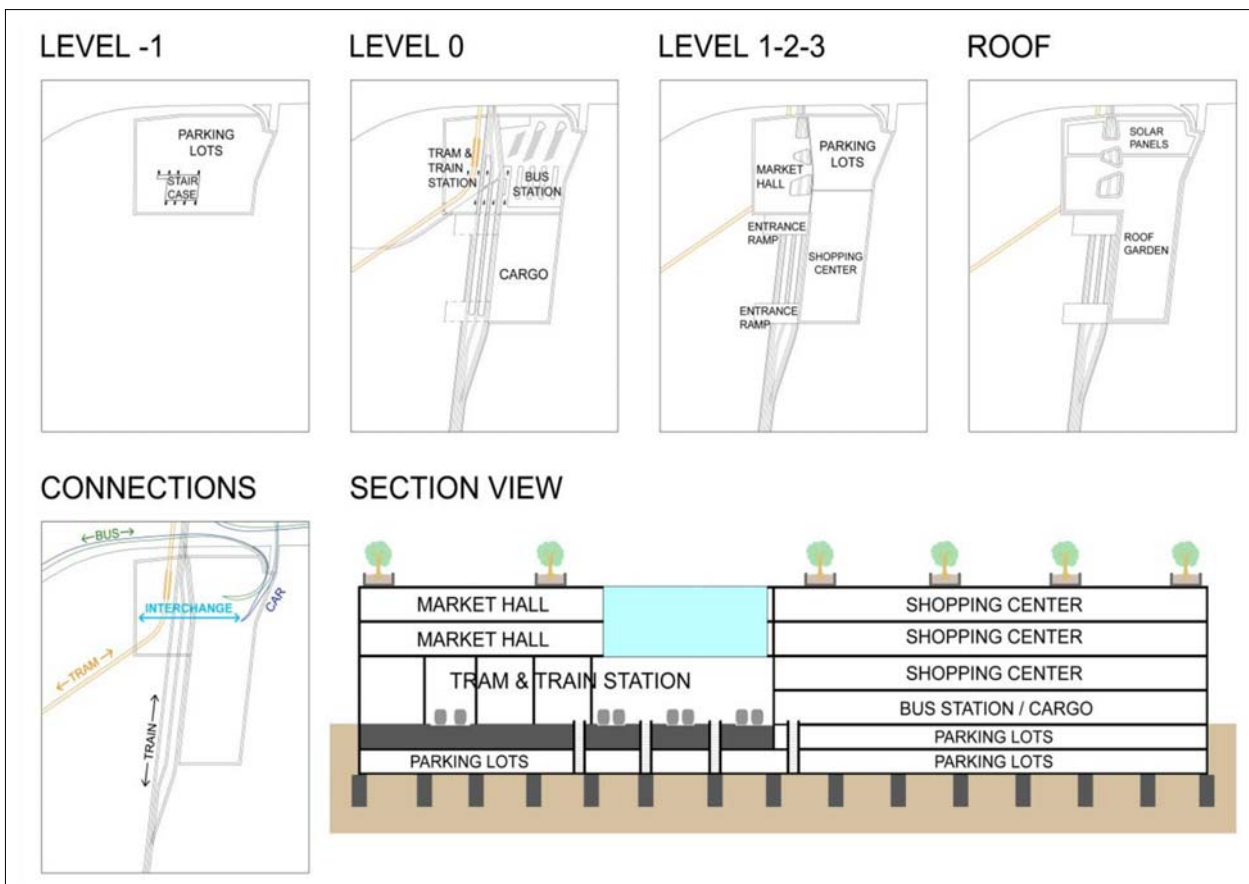 LEVEL -1
LEVEL 0
LEVEL 1-2-3
ROOF
PARKING
LOTS
STAIR
CASE
TRAM &
TRAIN
STATION
BUS
STATION
CARGO
MARKET
HALL
PARKING
LOTS
ENTRANCE
RAMP
SHOPPING
CENTER
ENTRANCE
RAMP
SOLAR
PANELS
ROOF
GARDEN
CONNECTIONS
SECTION VIEW
BUS
INTERCHANGE
CAR
TRAM
TRAIN
MARKET HALL
SHOPPING CENTER
MARKET HALL
SHOPPING CENTER
TRAM & TRAIN STATION
SHOPPING CENTER
BUS STATION / CARGO
PARKING LOTS
PARKING LOTS
PARKING LOTS